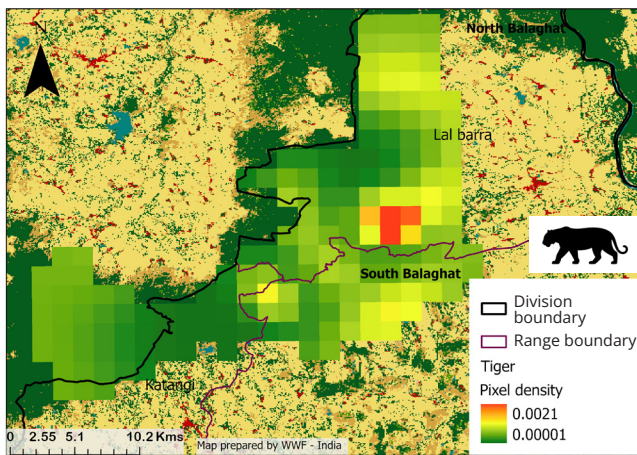 N
North Balaghat
Lal barra
South Balaghat
Katangi
Division
boundary
Range boundary
Tiger
Pixel density
0.0021
0.00001
0 2.55 5.1 10.2 Kms
Map prepared by WWF - India